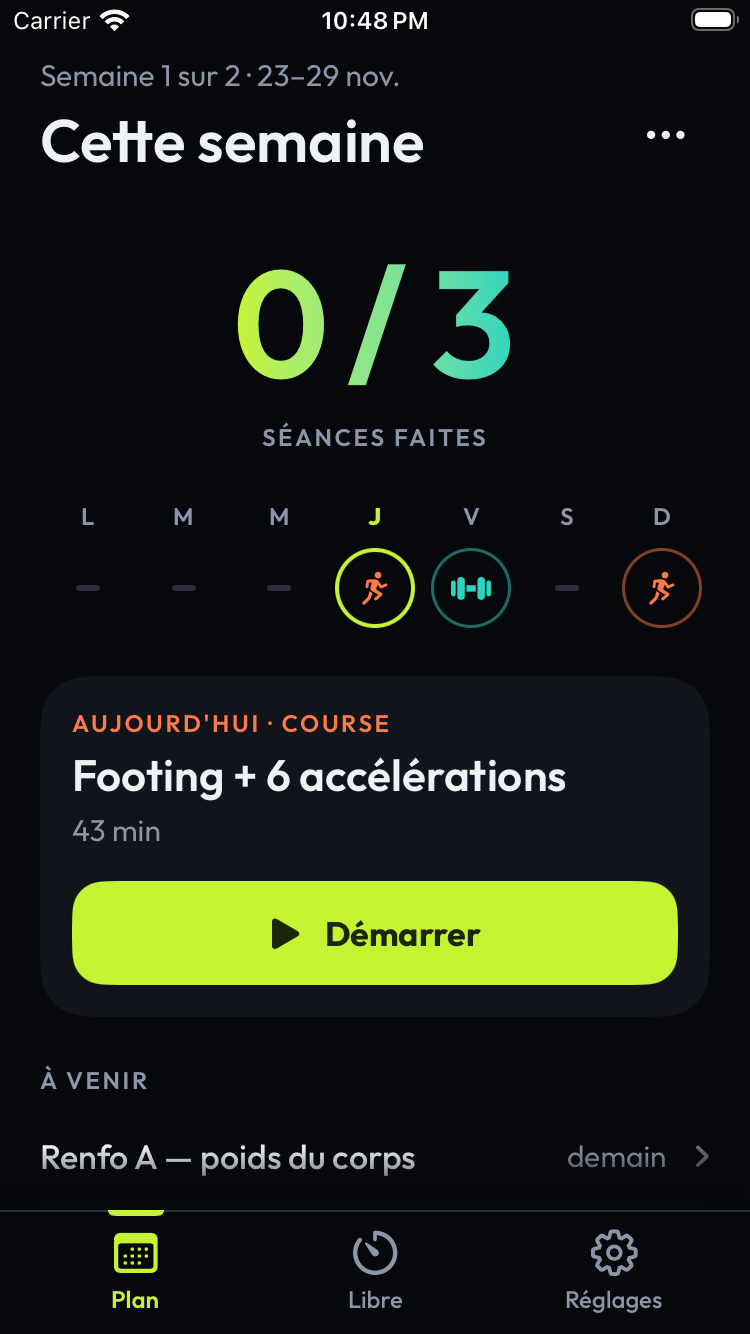 Carrier 10:48 PM
Semaine 1 sur 2 · 23–29 nov.
Cette semaine
0/3
SÉANCES FAITES
L M M J V S D
AUJOURD'HUI · COURSE
Footing + 6 accélérations
43 min
Démarrer
À VENIR
Renfo A — poids du corps demain
Plan Libre Réglages